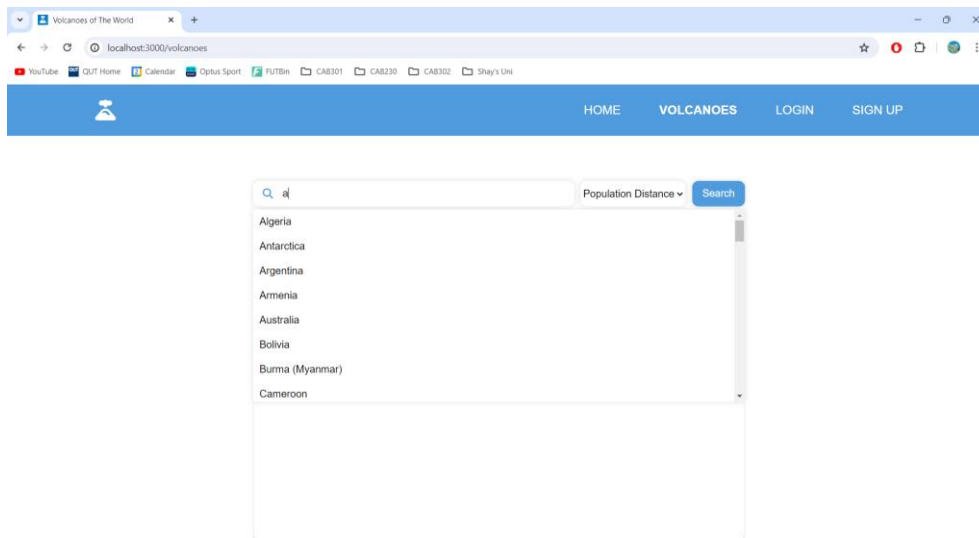 Volcanoes of The World
localhost:3000/volcanoes
YouTube QUT Home Calendar Optus Sport FUTBin CAB301 CAB230 CAB302 Shay's Uni
HOME VOLCANOES LOGIN SIGN UP
a Population Distance Search
Algeria
Antarctica
Argentina
Armenia
Australia
Bolivia
Burma (Myanmar)
Cameroon